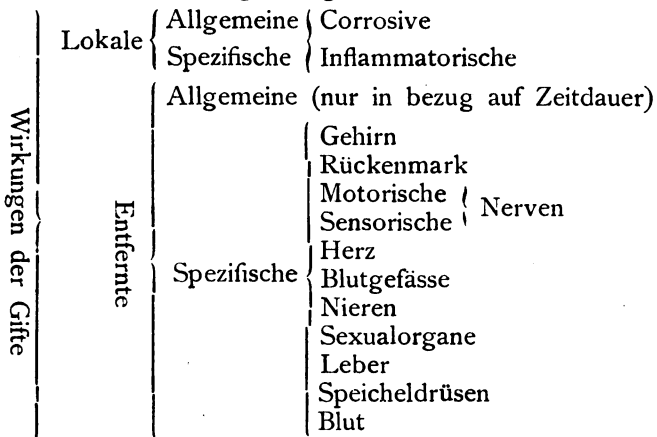 Wirkungen der Gifte
Lokale
Allgemeine
Spezifische
Corrosive
Inflammatorische
Entfernte
Allgemeine (nur in bezug auf Zeitdauer)
Spezifische
Gehirn
Rückenmark
Motorische
Sensorische
Nerven
Herz
Blutgefässe
Nieren
Sexualorgane
Leber
Speicheldrüsen
Blut